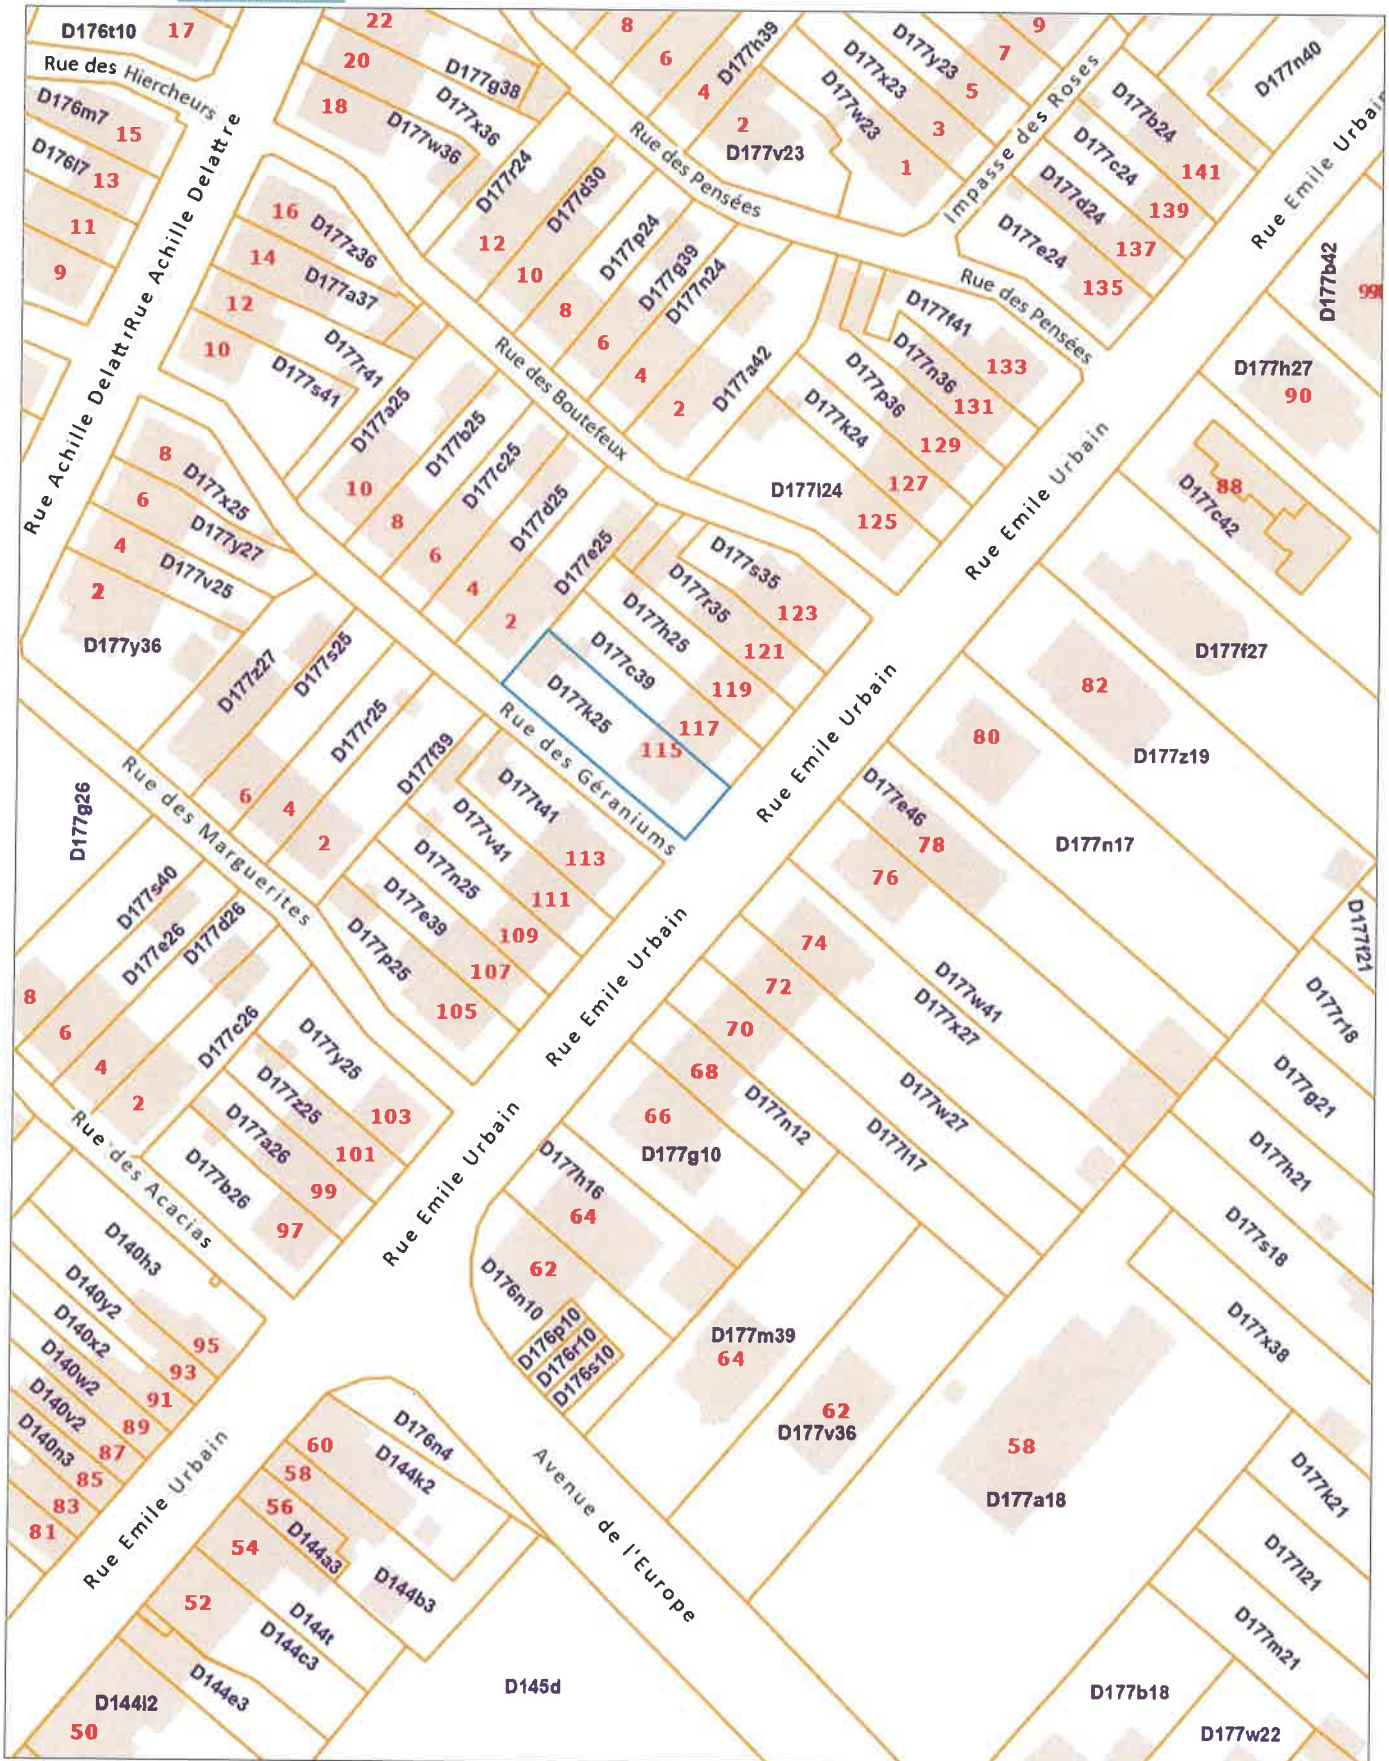 D176t10
17
22
20
18
D177g38
D177x36
D177w36
8
6
4
2
D177h39
D177v23
D177y23
D177x23
D177w23
9
7
5
3
1
D177n40
Rue des Hiercheurs
D176m7
15
D176l7
13
11
9
Rue Achille Delattre
Rue Achille Delattr
Rue des Pensées
Impasse des Roses
D177b24
141
D177c24
139
D177d24
137
D177e24
135
Rue Emile Urbain
D177b42
D177r24
D177d30
D177p24
D177g39
D177n24
D177a42
12
10
8
6
4
2
16
D177z36
14
D177a37
12
D177r41
10
D177s41
Rue des Boutefeux
Rue des Pensées
D177f41
133
D177n36
131
D177p36
129
D177k24
127
D177l24
125
D177h27
90
88
D177c42
Rue Emile Urbain
D177a25
D177b25
D177c25
D177d25
D177e25
10
8
6
4
2
8
D177x25
6
D177y27
4
D177v25
2
D177y36
D177s35
123
D177r35
121
D177h25
119
D177c39
117
D177k25
115
D177f27
82
D177z19
80
D177n17
Rue Emile Urbain
D177z27
D177s25
D177r25
D177f39
6
4
2
Rue des Géraniums
Rue des Marguerites
D177g26
D177t41
113
D177v41
111
D177n25
109
D177e39
107
D177p25
105
D177e46
78
76
74
72
70
68
66
D177w41
D177x27
D177w27
D177l17
D177n12
D177g10
D177f21
D177r18
D177g21
D177h21
D177s18
D177x38
Rue Emile Urbain
D177s40
D177e26
D177d26
D177c26
8
6
4
2
D177y25
103
D177z25
101
D177a26
99
D177b26
97
Rue des Acacias
Rue Emile Urbain
D177h16
64
62
D176n10
D176p10
D176r10
D176s10
D177m39
64
62
D177v36
58
D177a18
D140h3
D140y2
95
D140x2
93
D140w2
91
D140v2
89
D140n3
87
85
83
81
Rue Emile Urbain
D176n4
60
D144k2
58
56
D144a3
54
D144b3
52
D144t
D144c3
D144e3
D144l2
50
Avenue de l'Europe
D145d
D177k21
D177l21
D177m21
D177b18
D177w22